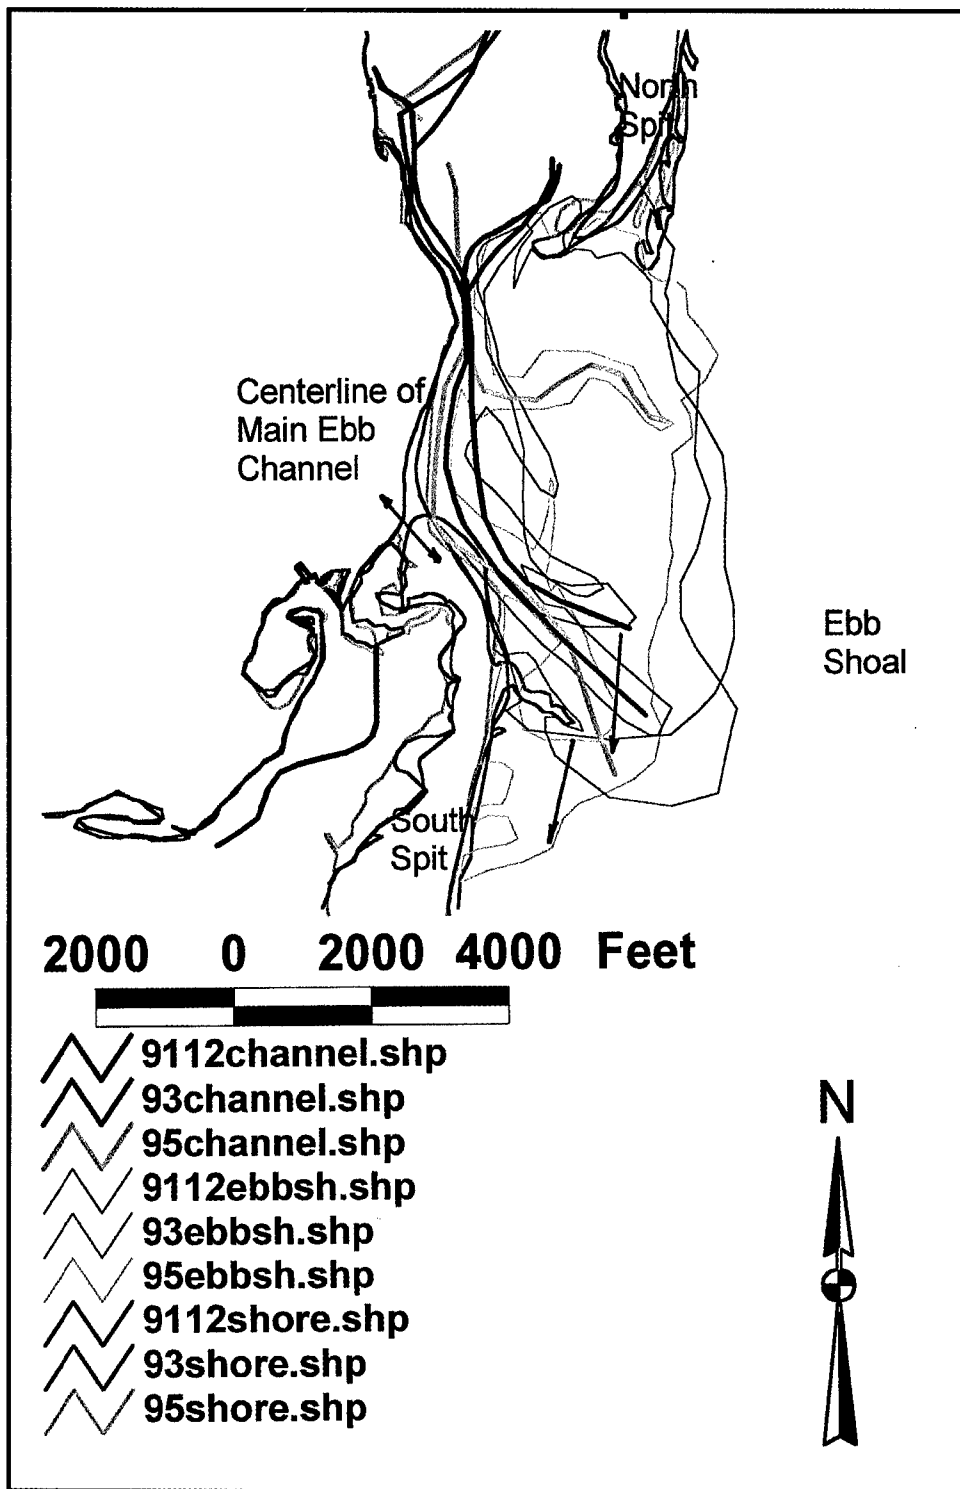 North
Spit
Centerline of
Main Ebb
Channel
Ebb
Shoal
South
Spit
2000 0 2000 4000 Feet
9112channel.shp
93channel.shp
95channel.shp
9112ebbsh.shp
93ebbsh.shp
95ebbsh.shp
9112shore.shp
93shore.shp
95shore.shp
N